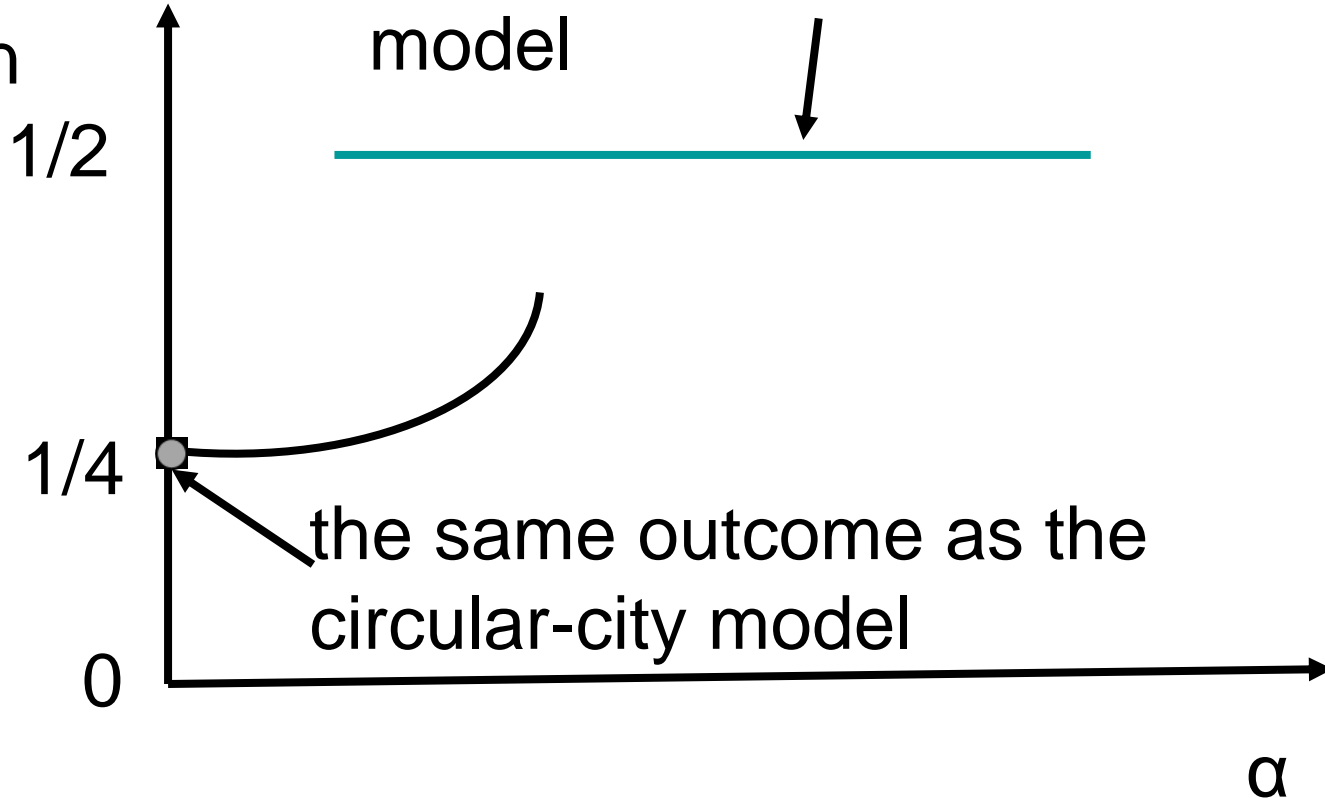 model
1/2
1/4
the same outcome as the
circular-city model
0
α